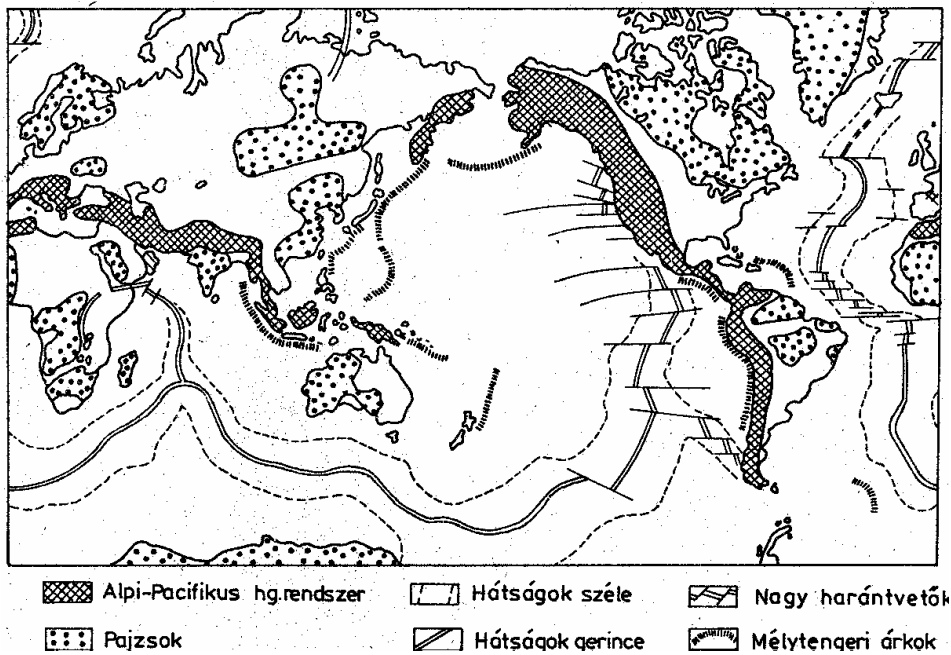 Alpi-Pacifikus hg.rendszer
Hátságok széle
Nagy harántvetők
Pajzsok
Hátságok gerince
Mélytengeri árkok